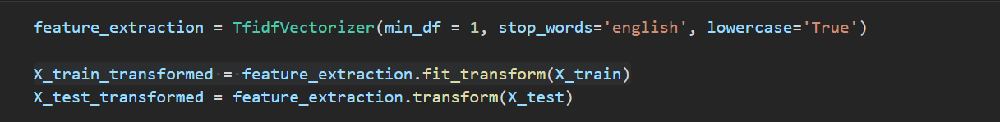 feature_extraction = TfidfVectorizer(min_df = 1, stop_words='english', lowercase='True')
X_train_transformed = feature_extraction.fit_transform(X_train)
X_test_transformed = feature_extraction.transform(X_test)